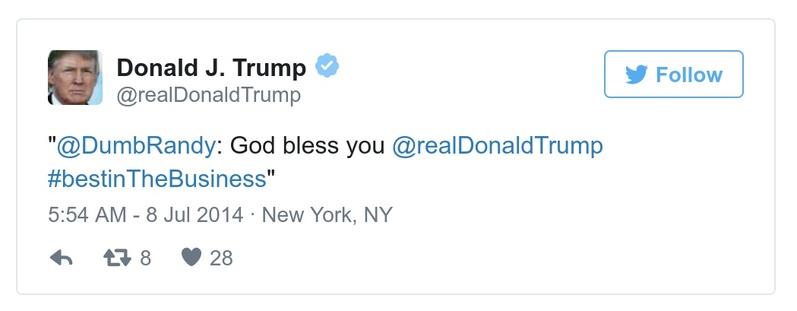 Donald J. Trump
@realDonaldTrump
Follow
"@DumbRandy: God bless you @realDonaldTrump
#bestinTheBusiness"
5:54 AM - 8 Jul 2014 · New York, NY
8 28